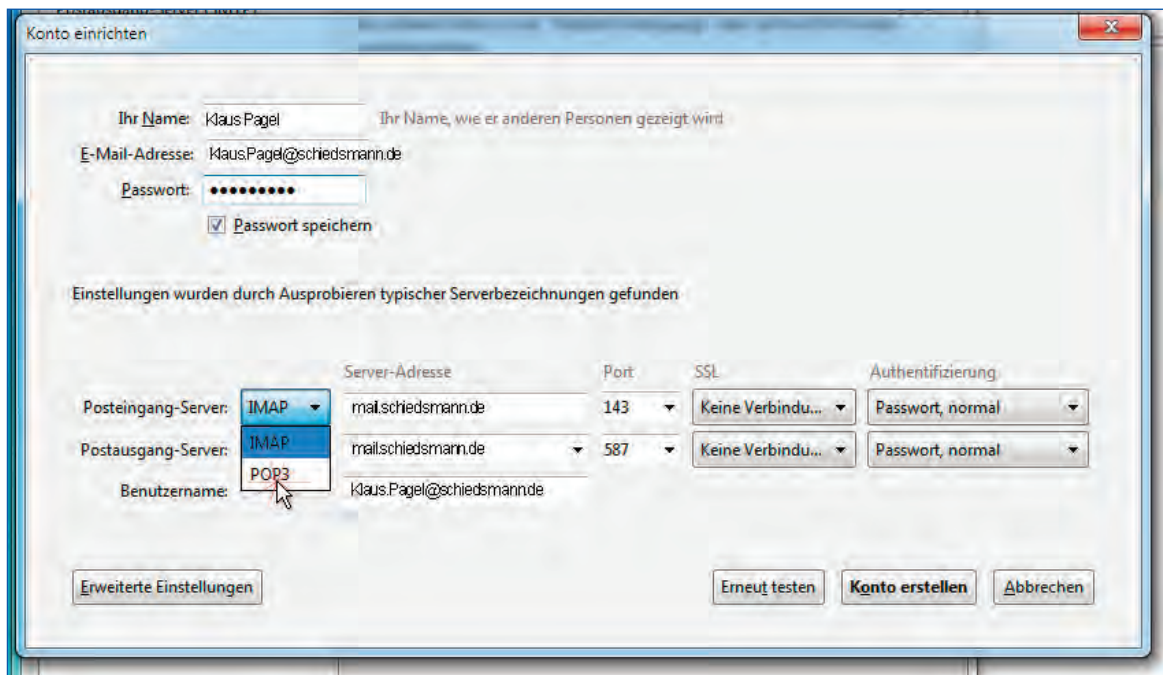 Konto einrichten
Ihr Name: Klaus Pagel Ihr Name, wie er anderen Personen gezeigt wird
E-Mail-Adresse: Klaus.Pagel@schiedsmann.de
Passwort: •••••••••
Passwort speichern
Einstellungen wurden durch Ausprobieren typischer Serverbezeichnungen gefunden
Server-Adresse Port SSL Authentifizierung
Posteingang-Server: IMAP mail.schiedsmann.de 143 Keine Verbindu... Passwort, normal
Postausgang-Server: IMAP mail.schiedsmann.de 587 Keine Verbindu... Passwort, normal
POP3
Benutzername: Klaus.Pagel@schiedsmann.de
Erweiterte Einstellungen Erneut testen Konto erstellen Abbrechen